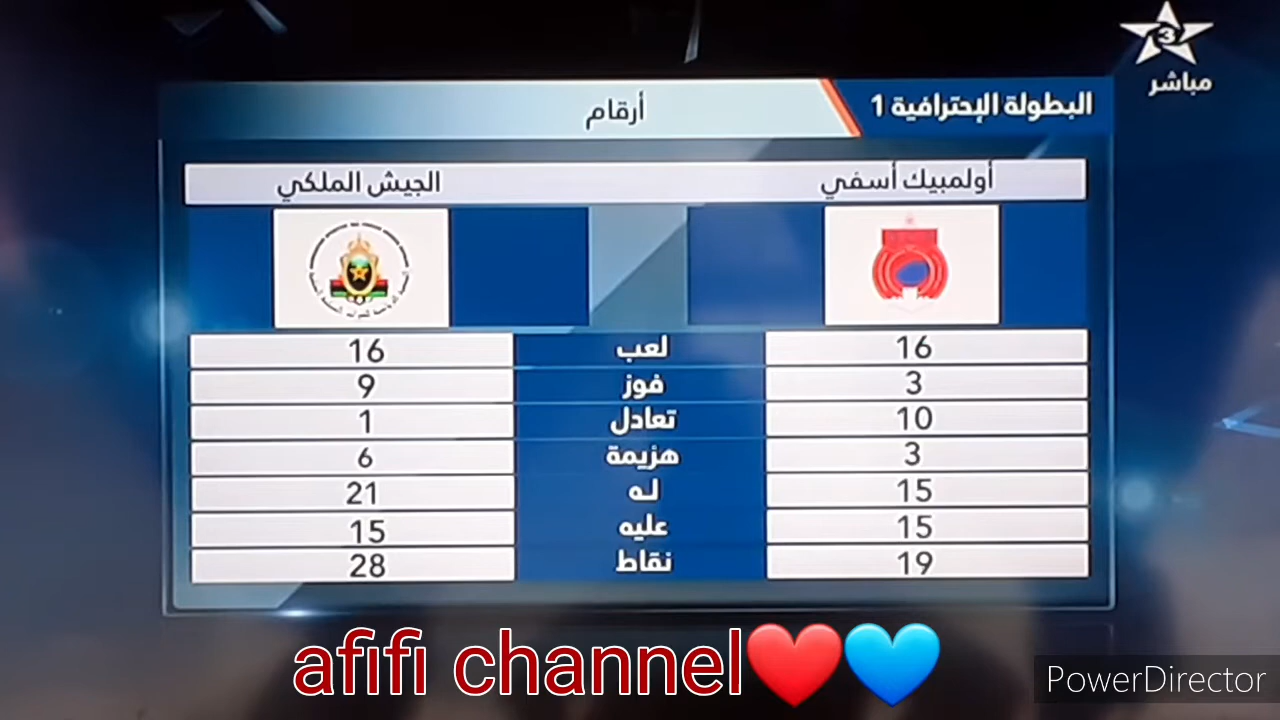 3
مباشر
البطولة الإحترافية 1 أرقام
أولمبيك أسفي الجيش الملكي
16 لعب 16
3 فوز 9
10 تعادل 1
3 هزيمة 6
15 له 21
15 عليه 15
19 نقاط 28
afifi channel❤️💙
PowerDirector